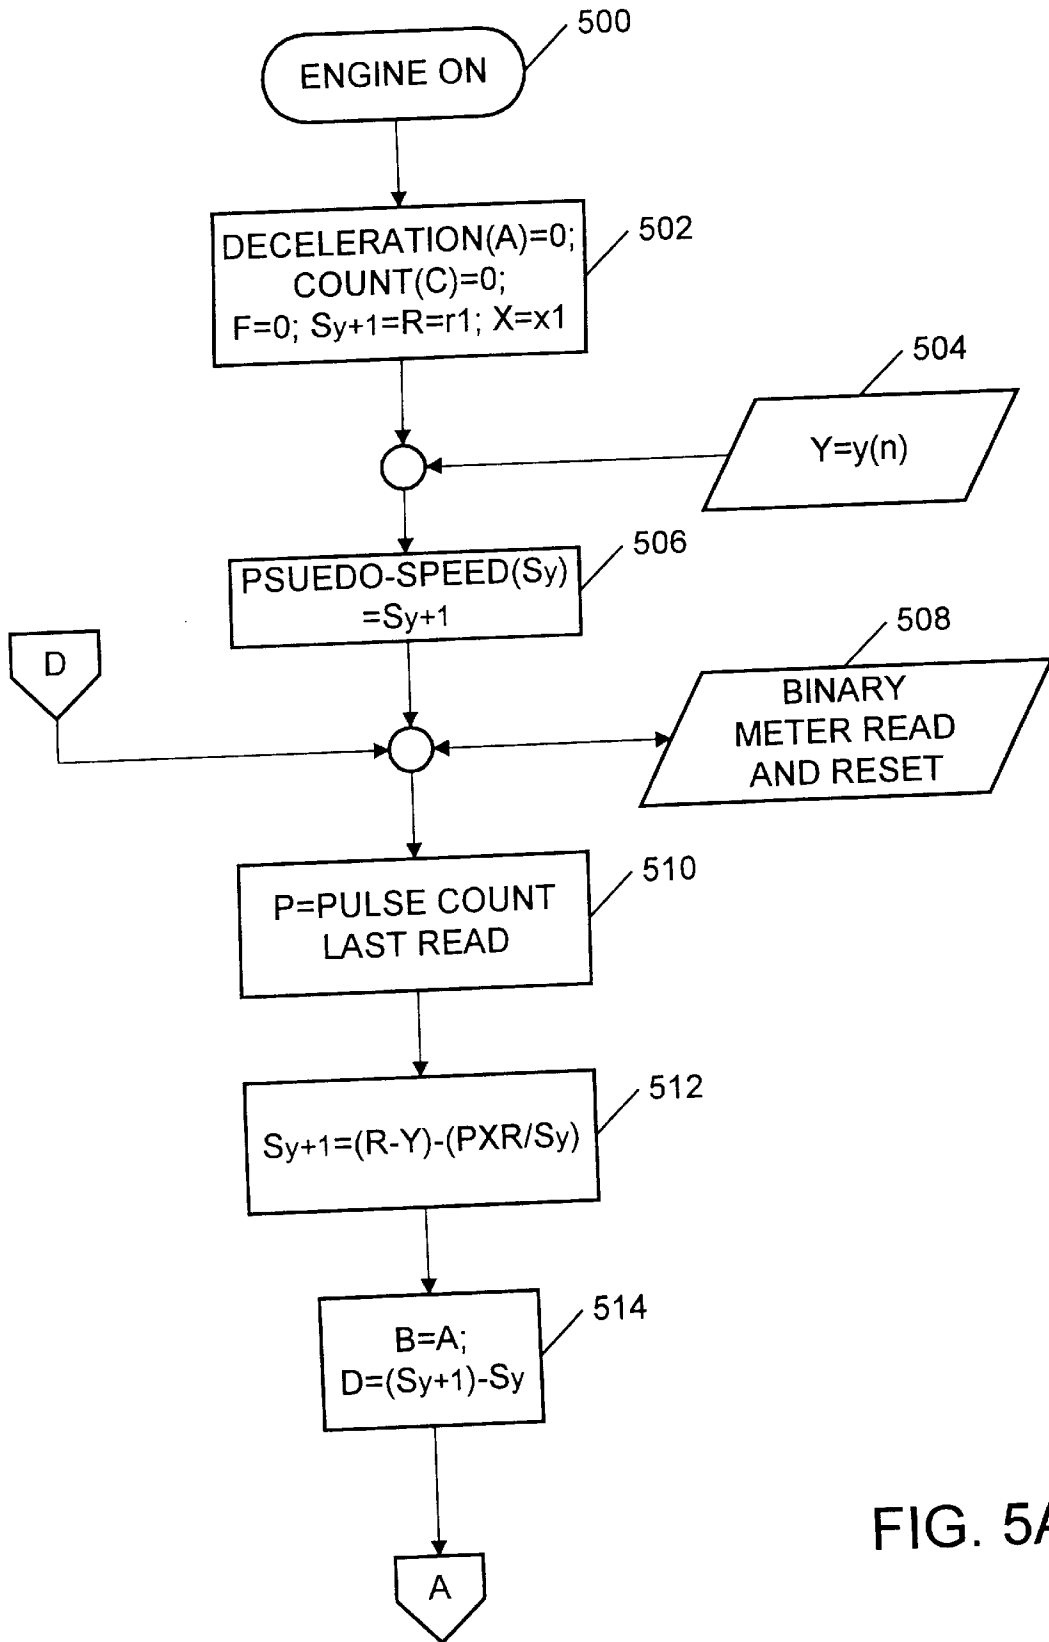 500
ENGINE ON
502
DECELERATION(A)=0;
COUNT(C)=0;
F=0; Sy+1=R=r1; X=x1
504
Y=y(n)
506
PSUEDO-SPEED(Sy)
=Sy+1
508
D
BINARY
METER READ
AND RESET
510
P=PULSE COUNT
LAST READ
512
Sy+1=(R-Y)-(PXR/Sy)
514
B=A;
D=(Sy+1)-Sy
FIG. 5A
A